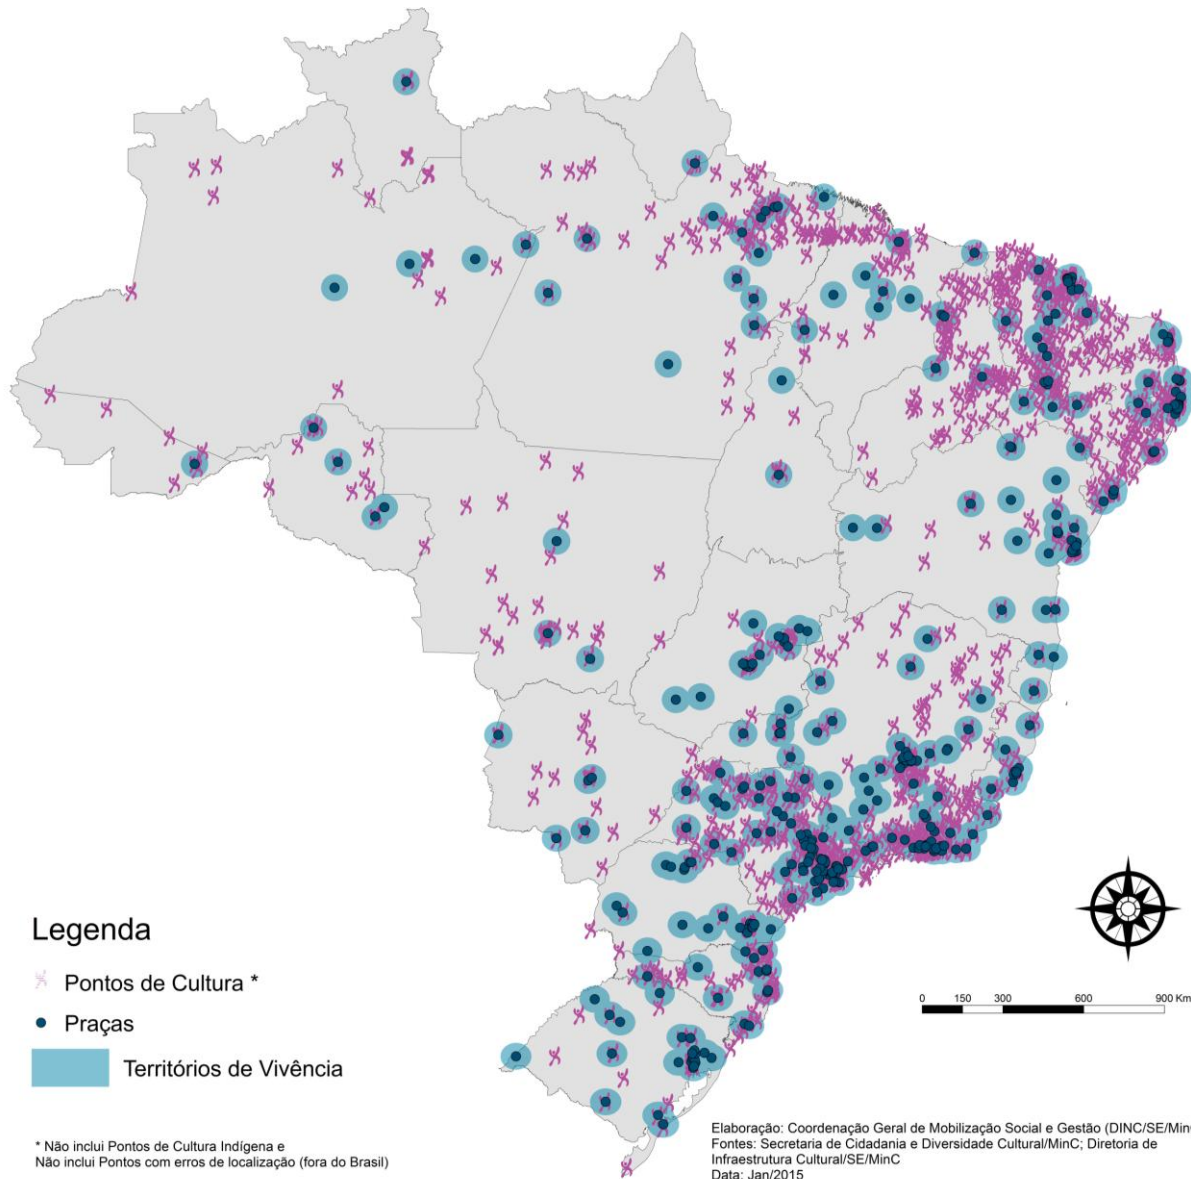 Legenda
Pontos de Cultura *
Praças
Territórios de Vivência
* Não inclui Pontos de Cultura Indígena e
Não inclui Pontos com erros de localização (fora do Brasil)
0 150 300 600 900 Km
Elaboração: Coordenação Geral de Mobilização Social e Gestão (DINC/SE/Min
Fontes: Secretaria de Cidadania e Diversidade Cultural/MinC; Diretoria de
Infraestrutura Cultural/SE/MinC
Data: Jan/2015